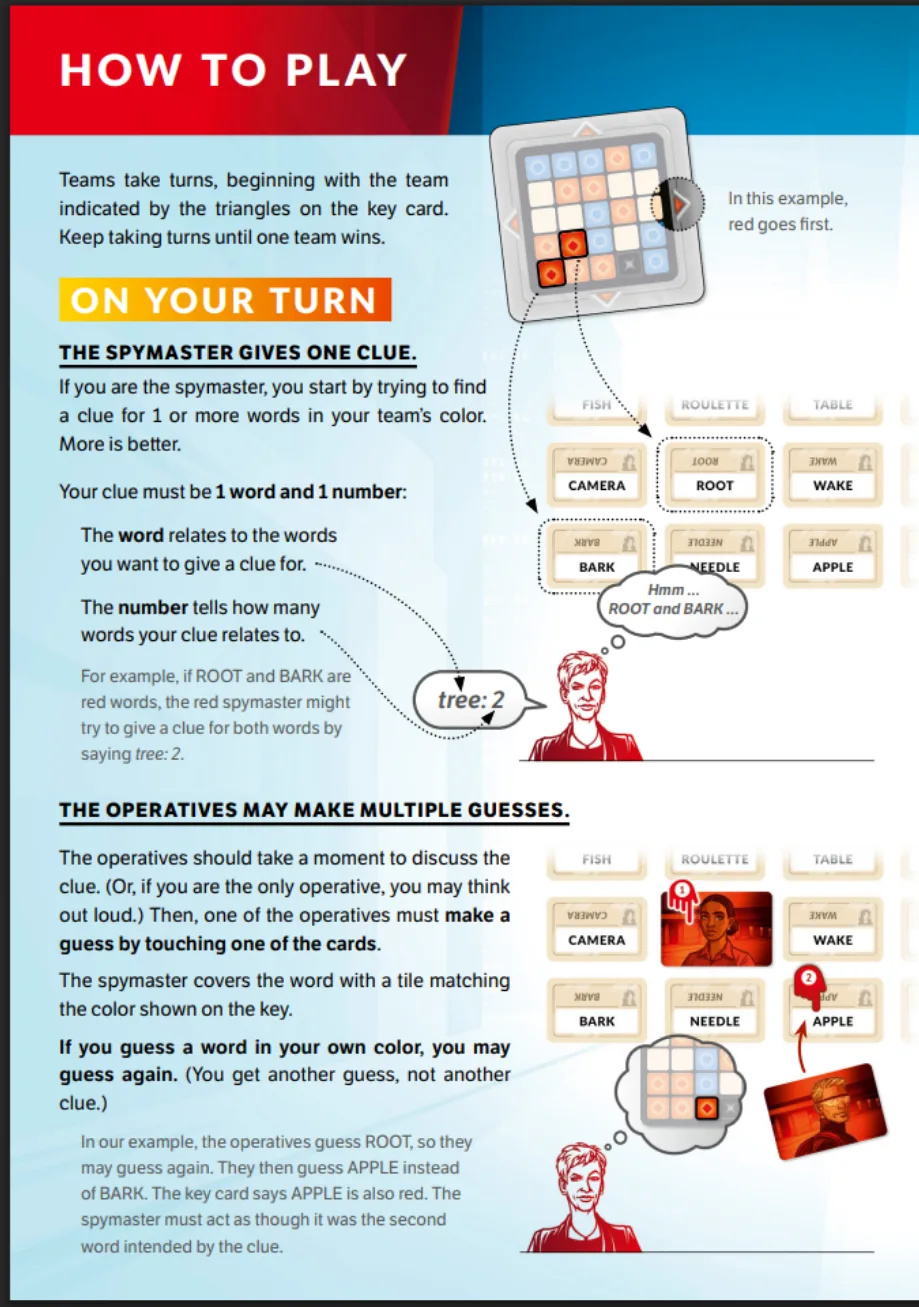 HOW TO PLAY
Teams take turns, beginning with the team
indicated by the triangles on the key card.
Keep taking turns until one team wins.
In this example,
red goes first.
ON YOUR TURN
THE SPYMASTER GIVES ONE CLUE.
If you are the spymaster, you start by trying to find
a clue for 1 or more words in your team's color.
More is better.
Your clue must be 1 word and 1 number:
The word relates to the words
you want to give a clue for.
The number tells how many
words your clue relates to.
For example, if ROOT and BARK are
red words, the red spymaster might
try to give a clue for both words by
saying tree: 2.
FISH ROULETTE TABLE
CAMERA ROOT WAKE
CAMERA ROOT WAKE
BARK NEEDLE APPLE
BARK NEEDLE APPLE
Hmm ...
ROOT and BARK ...
tree: 2
THE OPERATIVES MAY MAKE MULTIPLE GUESSES.
The operatives should take a moment to discuss the
clue. (Or, if you are the only operative, you may think
out loud.) Then, one of the operatives must make a
guess by touching one of the cards.
The spymaster covers the word with a tile matching
the color shown on the key.
If you guess a word in your own color, you may
guess again. (You get another guess, not another
clue.)
In our example, the operatives guess ROOT, so they
may guess again. They then guess APPLE instead
of BARK. The key card says APPLE is also red. The
spymaster must act as though it was the second
word intended by the clue.
FISH ROULETTE TABLE
1
CAMERA WAKE
CAMERA WAKE
2
BARK NEEDLE
BARK NEEDLE APPLE